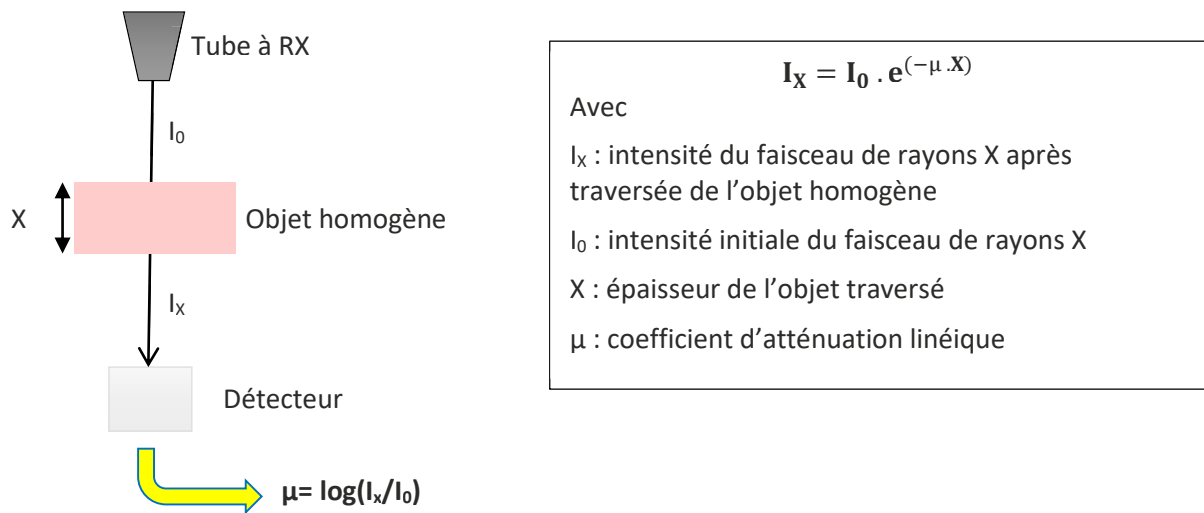 Tube à RX
I₀
X
Objet homogène
Iₓ
Détecteur
µ= log(Iₓ/I₀)
I_X = I₀ . e^(−µ .X)
Avec
Iₓ : intensité du faisceau de rayons X après
traversée de l’objet homogène
I₀ : intensité initiale du faisceau de rayons X
X : épaisseur de l’objet traversé
µ : coefficient d’atténuation linéique